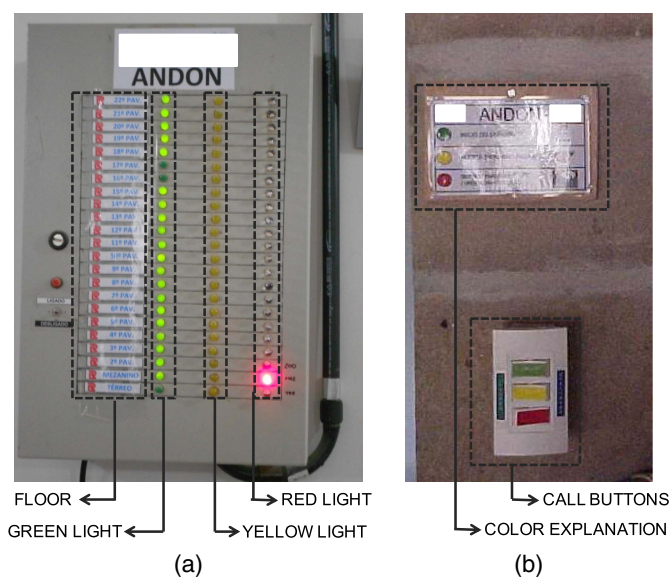 ANDON
22º PAV.
21º PAV.
20º PAV.
19º PAV.
18º PAV.
17º PAV.
16º PAV.
15º PAV.
14º PAV.
13º PAV.
12º PAV.
11º PAV.
10º PAV.
9º PAV.
8º PAV.
7º PAV.
6º PAV.
5º PAV.
4º PAV.
3º PAV.
2º PAV.
MEZANINO
TÉRREO
LIGADO
DESLIGADO
ANDON
FLOOR
RED LIGHT
GREEN LIGHT
YELLOW LIGHT
(a)
CALL BUTTONS
COLOR EXPLANATION
(b)